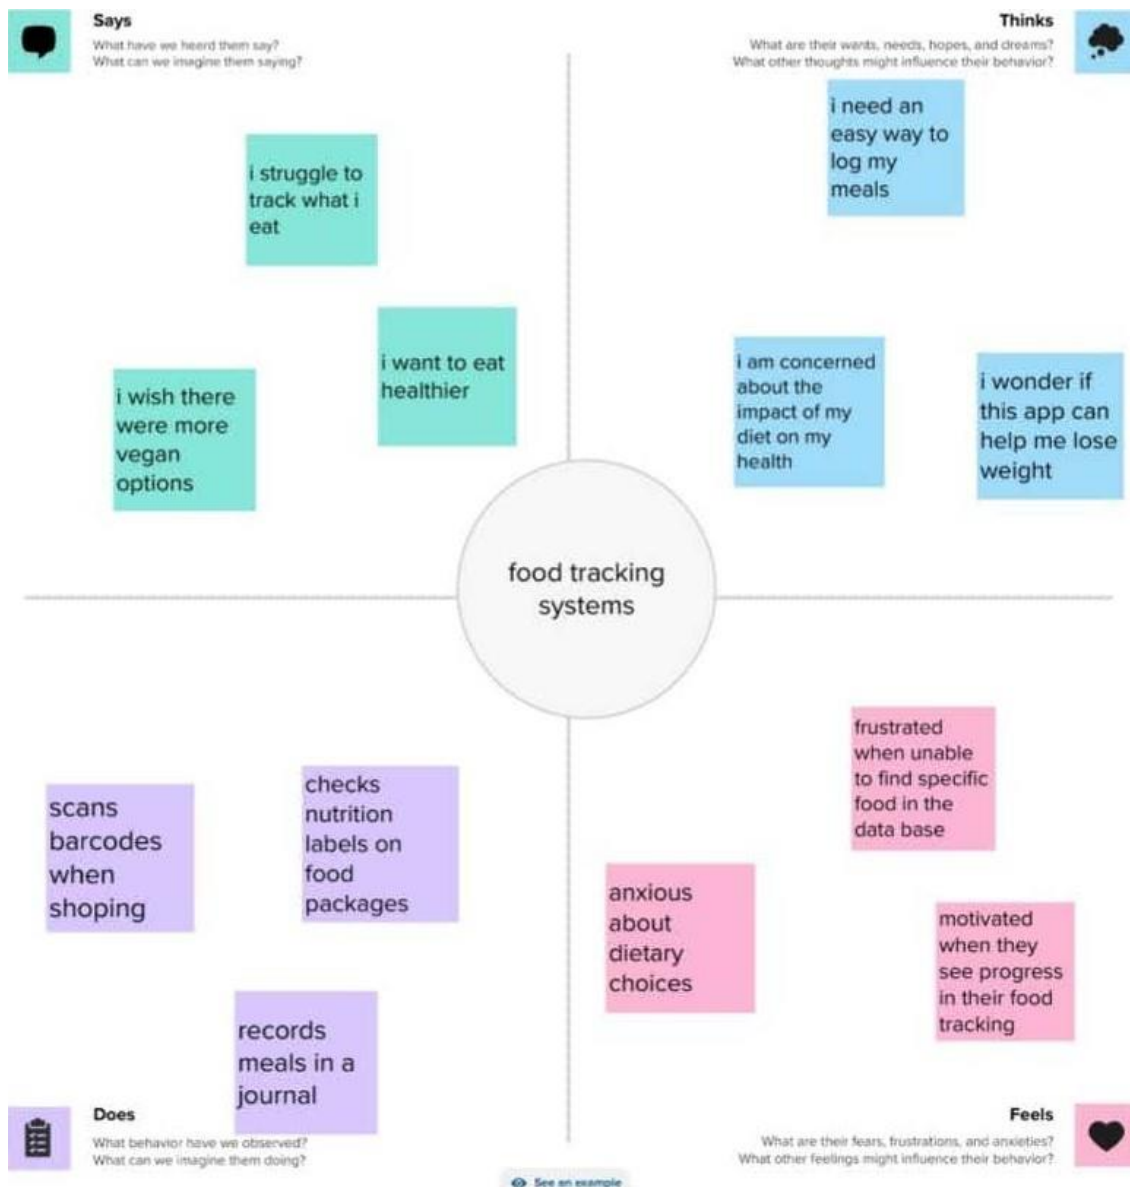 Says
What have we heard them say?
What can we imagine them saying?
Thinks
What are their wants, needs, hopes, and dreams?
What other thoughts might influence their behavior?
i struggle to
track what i
eat
i want to eat
healthier
i wish there
were more
vegan
options
i need an
easy way to
log my
meals
i am concerned
about the
impact of my
diet on my
health
i wonder if
this app can
help me lose
weight
food tracking
systems
scans
barcodes
when
shoping
checks
nutrition
labels on
food
packages
records
meals in a
journal
Does
What behavior have we observed?
What can we imagine them doing?
frustrated
when unable
to find specific
food in the
data base
anxious
about
dietary
choices
motivated
when they
see progress
in their food
tracking
Feels
What are their fears, frustrations, and anxieties?
What other feelings might influence their behavior?
See an example